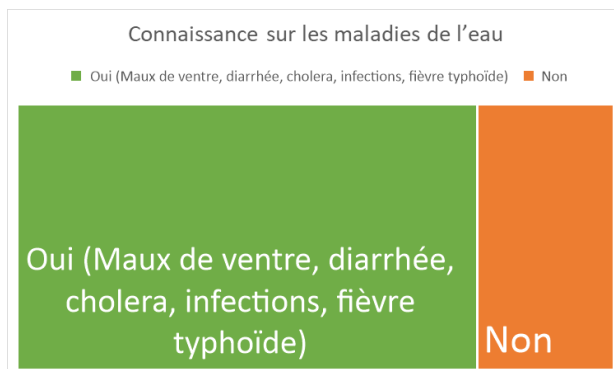 Connaissance sur les maladies de l’eau
Oui (Maux de ventre, diarrhée, cholera, infections, fièvre typhoïde) Non
Oui (Maux de ventre, diarrhée,
cholera, infections, fièvre
typhoïde)
Non